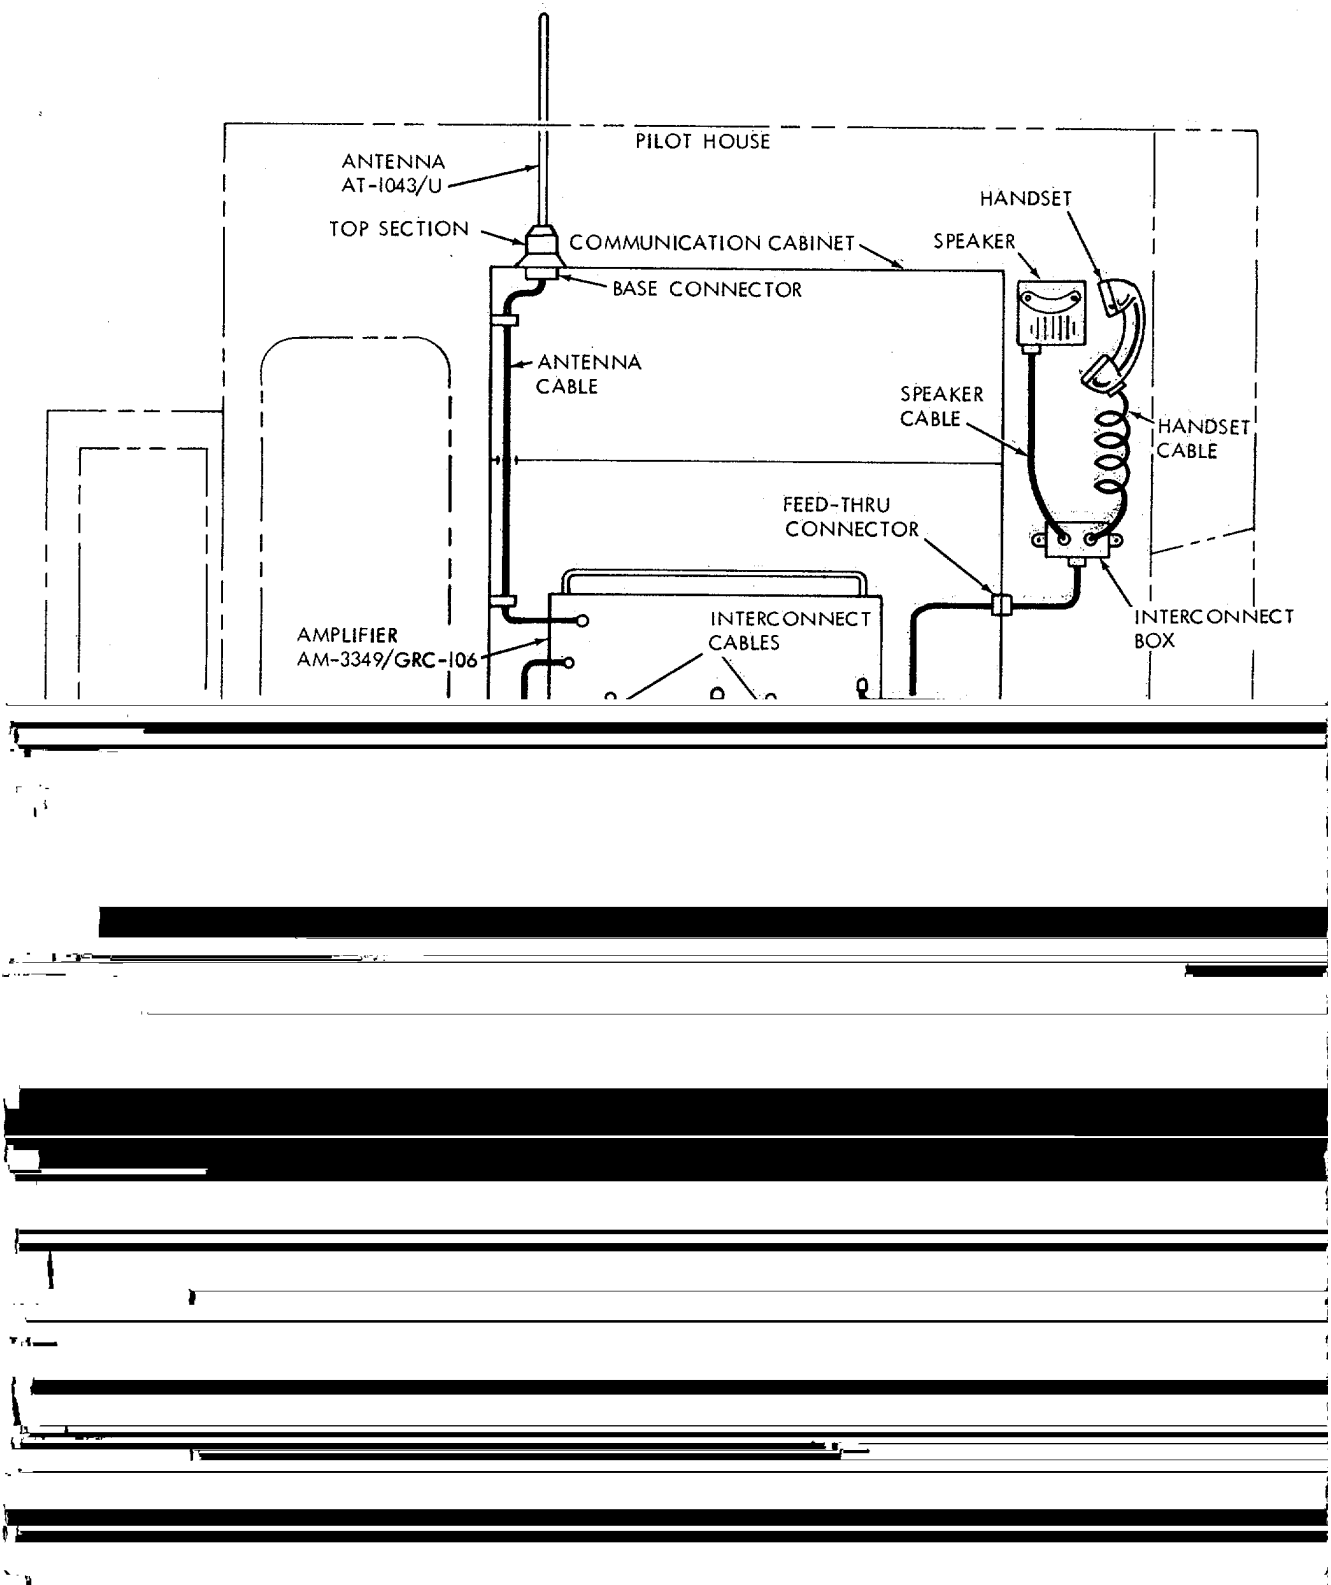 PILOT HOUSE
ANTENNA
AT-1043/U
TOP SECTION
COMMUNICATION CABINET
BASE CONNECTOR
HANDSET
SPEAKER
ANTENNA
CABLE
SPEAKER
CABLE
HANDSET
CABLE
FEED-THRU
CONNECTOR
INTERCONNECT
BOX
AMPLIFIER
AM-3349/GRC-106
INTERCONNECT
CABLES